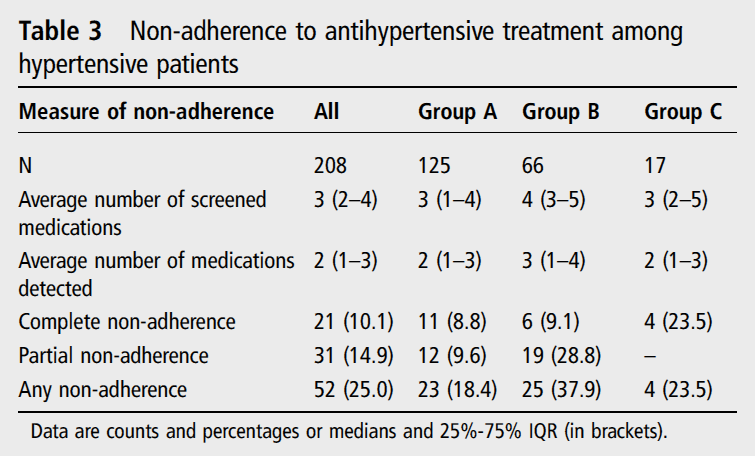 Table 3 Non-adherence to antihypertensive treatment among
hypertensive patients
Measure of non-adherence All Group A Group B Group C
N 208 125 66 17
Average number of screened 3 (2–4) 3 (1–4) 4 (3–5) 3 (2–5)
medications
Average number of medications 2 (1–3) 2 (1–3) 3 (1–4) 2 (1–3)
detected
Complete non-adherence 21 (10.1) 11 (8.8) 6 (9.1) 4 (23.5)
Partial non-adherence 31 (14.9) 12 (9.6) 19 (28.8) –
Any non-adherence 52 (25.0) 23 (18.4) 25 (37.9) 4 (23.5)
Data are counts and percentages or medians and 25%-75% IQR (in brackets).